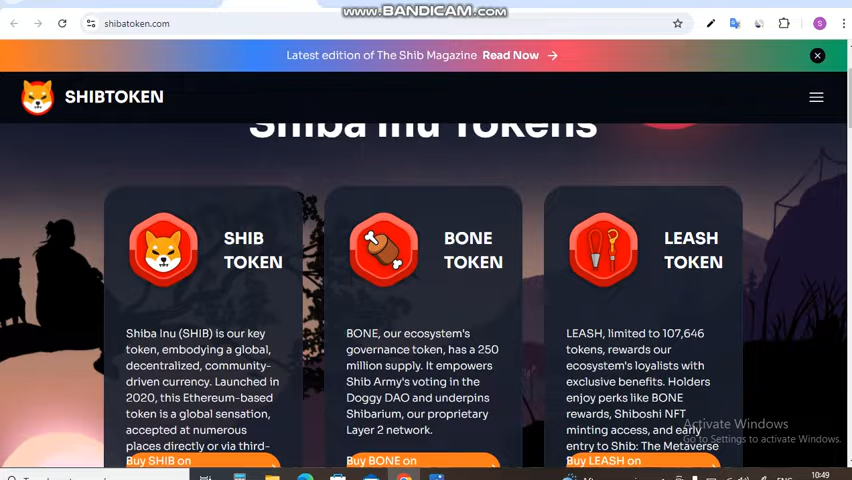 www.BANDICAM.com
shibatoken.com
S
Latest edition of The Shib Magazine Read Now →
SHIBTOKEN
Shiba Inu Tokens
SHIB
TOKEN
Shiba Inu (SHIB) is our key
token, embodying a global,
decentralized, community-
driven currency. Launched in
2020, this Ethereum-based
token is a global sensation,
accepted at numerous
places directly or via third-
Buy SHIB on
BONE
TOKEN
BONE, our ecosystem's
governance token, has a 250
million supply. It empowers
Shib Army's voting in the
Doggy DAO and underpins
Shibarium, our proprietary
Layer 2 network.
Buy BONE on
LEASH
TOKEN
LEASH, limited to 107,646
tokens, rewards our
ecosystem's loyalists with
exclusive benefits. Holders
enjoy perks like BONE
rewards, Shiboshi NFT
minting access, and early
entry to Shib: The Metaverse
Buy LEASH on
Activate Windows
Go to Settings to activate Windows.
ENG
10:49